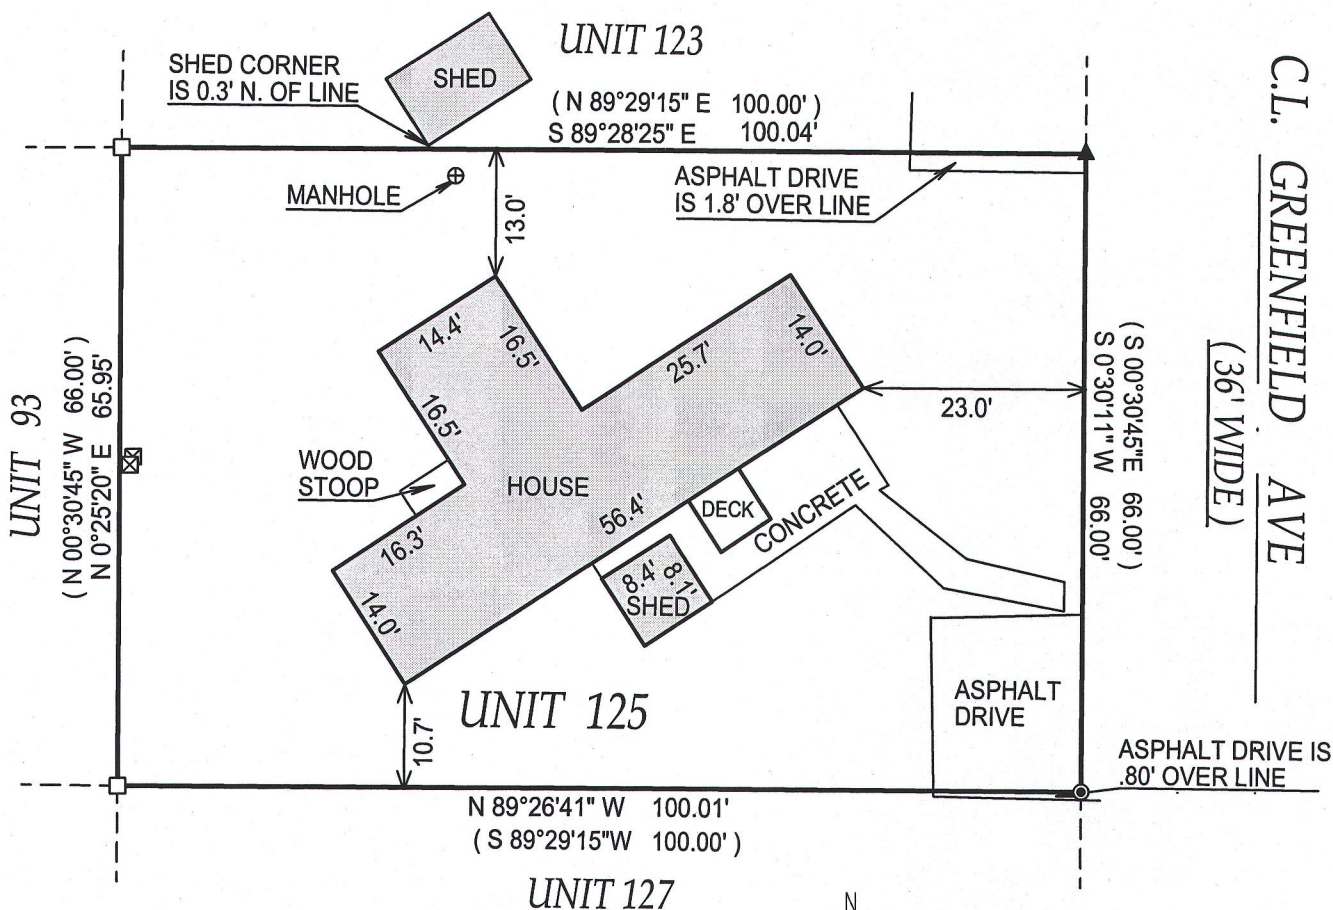 UNIT 123
SHED CORNER
IS 0.3' N. OF LINE
SHED
( N 89°29'15" E 100.00' )
S 89°28'25" E 100.04'
C.L. GREENFIELD AVE
( 36' WIDE )
MANHOLE
13.0'
ASPHALT DRIVE
IS 1.8' OVER LINE
14.4'
16.5'
25.7'
14.0'
23.0'
( S 00°30'45"E 66.00' )
S 0°30'11" W 66.00'
UNIT 93
( N 00°30'45" W 66.00' )
N 0°25'20" E 65.95'
16.5'
WOOD
STOOP
HOUSE
56.4'
DECK
CONCRETE
16.3'
14.0'
8.4'
8.1'
SHED
UNIT 125
10.7'
ASPHALT
DRIVE
ASPHALT DRIVE IS
.80' OVER LINE
N 89°26'41" W 100.01'
( S 89°29'15"W 100.00' )
UNIT 127
N